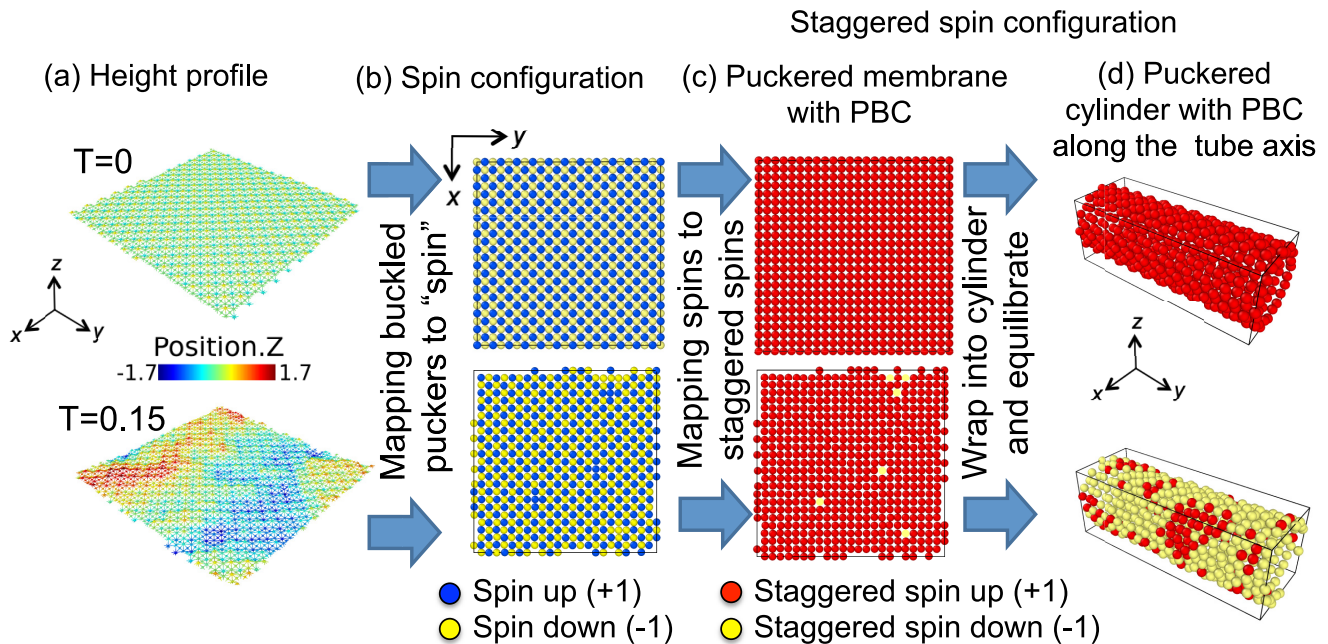 Staggered spin configuration
(a) Height profile
(b) Spin configuration
(c) Puckered membrane
with PBC
(d) Puckered
cylinder with PBC
along the tube axis
T=0
z
x
y
Position.Z
-1.7
1.7
T=0.15
Mapping buckled
puckers to “spin”
y
x
Mapping spins to
staggered spins
Wrap into cylinder
and equilibrate
z
x
y
Spin up (+1)
Spin down (-1)
Staggered spin up (+1)
Staggered spin down (-1)